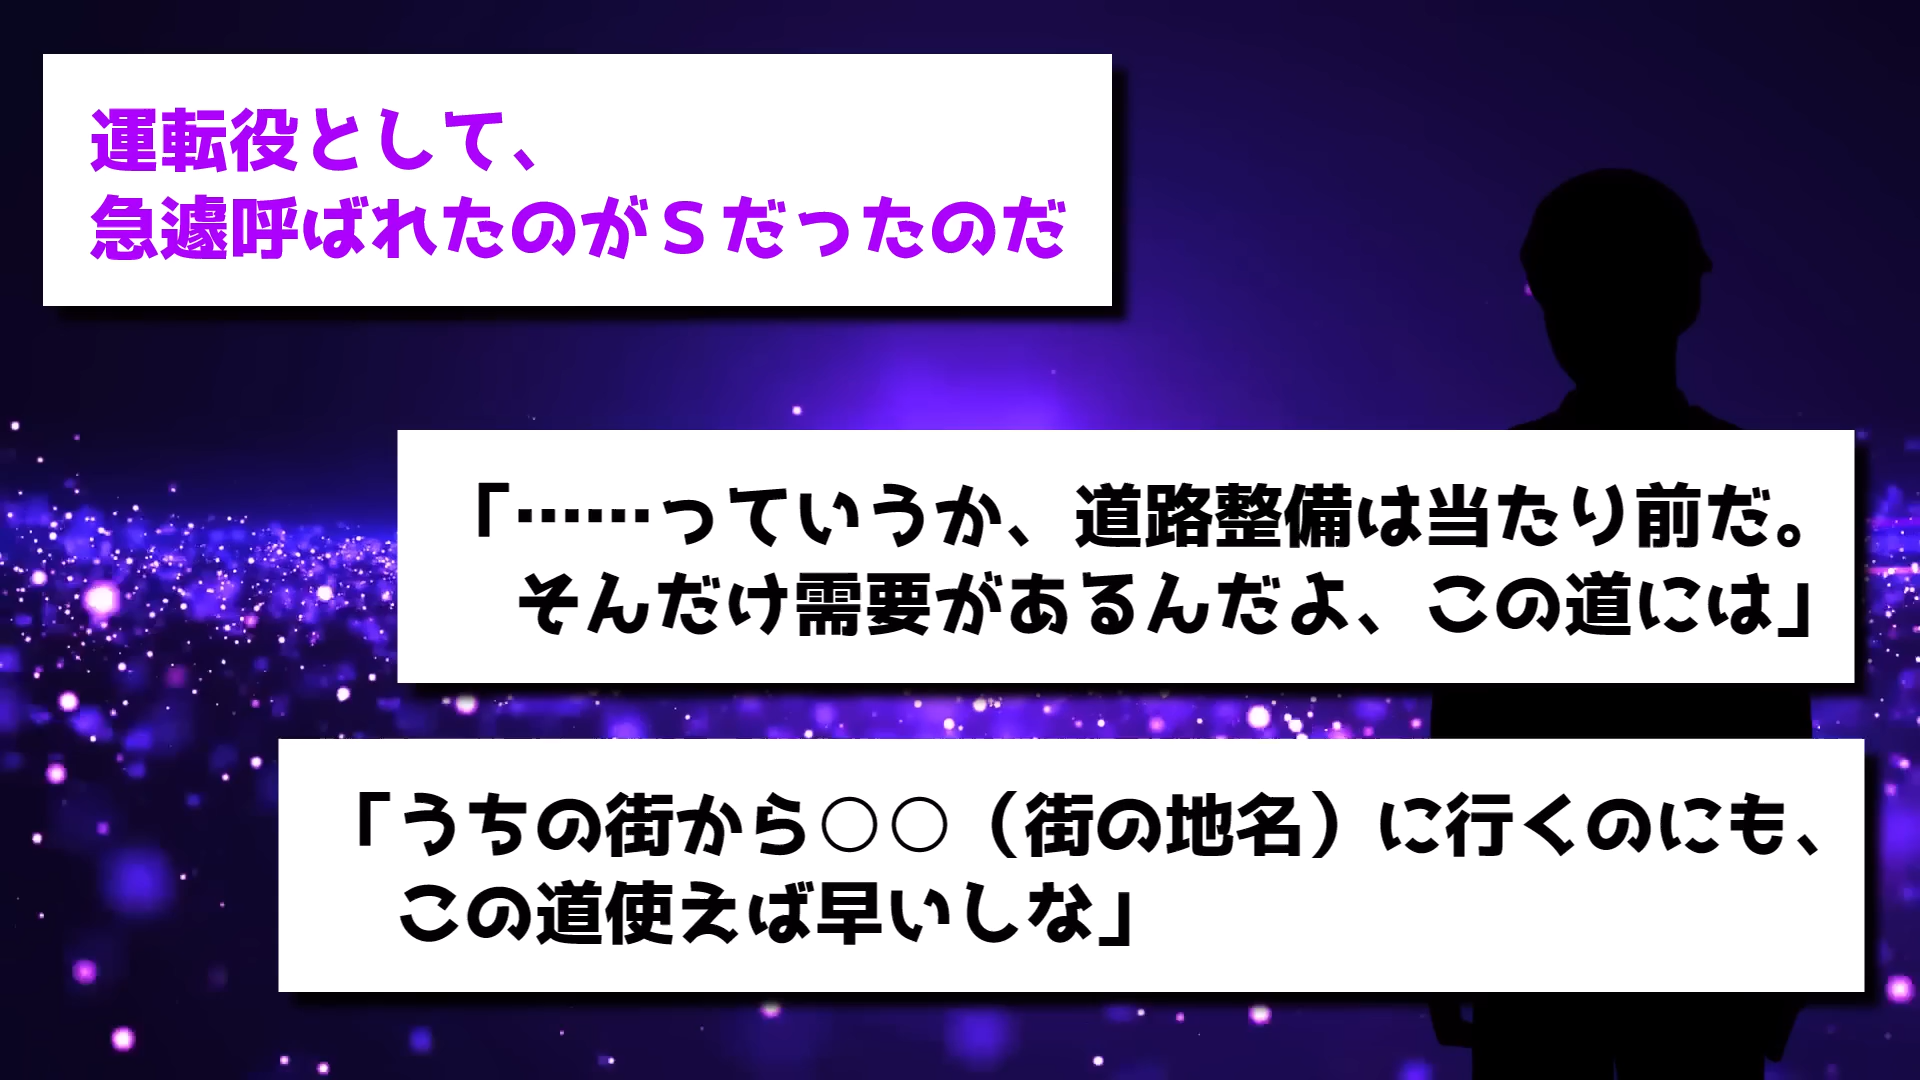 運転役として、
急遽呼ばれたのがＳだったのだ
「……っていうか、道路整備は当たり前だ。
そんだけ需要があるんだよ、この道には」
「うちの街から○○（街の地名）に行くのにも、
この道使えば早いしな」